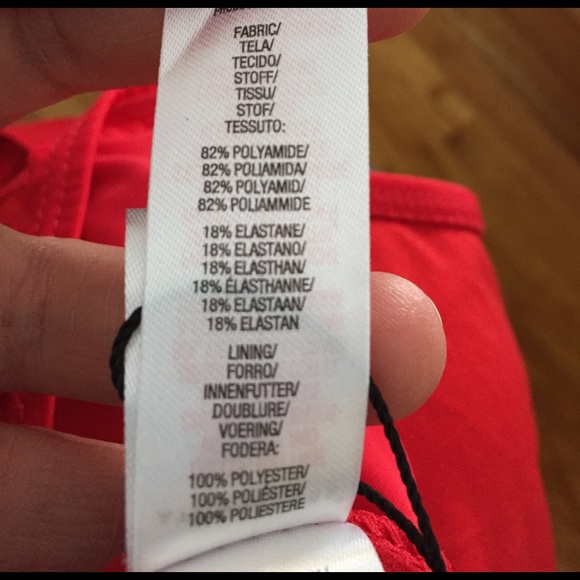 FABRIC/
TELA/
TECIDO/
STOFF/
TISSU/
STOF/
TESSUTO:
82% POLYAMIDE/
82% POLIAMIDA/
82% POLYAMID/
82% POLIAMMIDE
18% ELASTANE/
18% ELASTANO/
18% ELASTHAN/
18% ÉLASTHANNE/
18% ELASTAAN/
18% ELASTAN
LINING/
FORRO/
INNENFUTTER/
DOUBLURE/
VOERING/
FODERA:
100% POLYESTER/
100% POLIÉSTER/
100% POLIESTERE